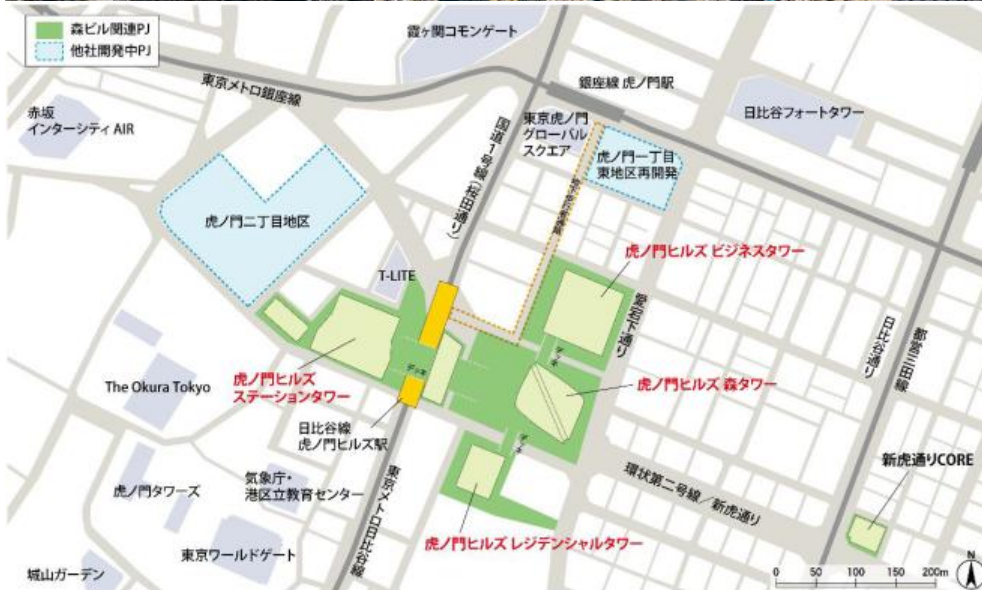 森ビル関連PJ
他社開発中PJ
霞ヶ関コモンゲート
東京メトロ銀座線
銀座線 虎ノ門駅
赤坂
インターシティ AIR
国道1号線(桜田通り)
東京虎ノ門
グローバル
スクエア
日比谷フォートタワー
虎ノ門一丁目
東地区再開発
虎ノ門二丁目地区
虎ノ門ヒルズ ビジネスタワー
T-LITE
愛宕下通り
日比谷通り
都営三田線
デッキ
デッキ
デッキ
The Okura Tokyo
虎ノ門ヒルズ
ステーションタワー
虎ノ門ヒルズ 森タワー
日比谷線
虎ノ門ヒルズ駅
新虎通りCORE
虎ノ門タワーズ
気象庁・
港区立教育センター
東京メトロ日比谷線
環状第二号線/新虎通り
虎ノ門ヒルズ レジデンシャルタワー
東京ワールドゲート
城山ガーデン
0 50 100 150 200m
N